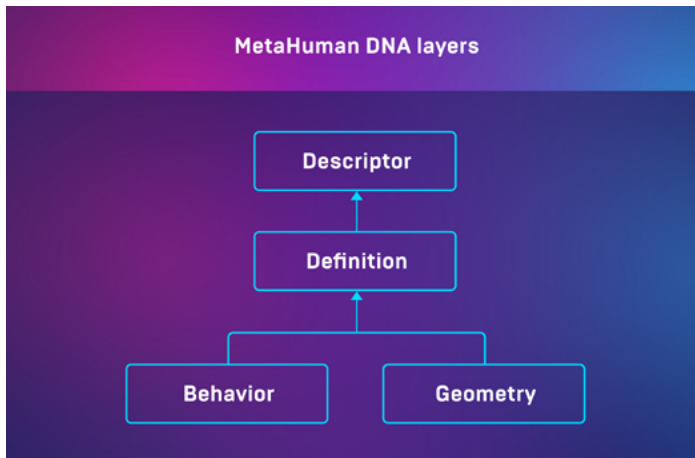 MetaHuman DNA layers
Descriptor
Definition
Behavior
Geometry